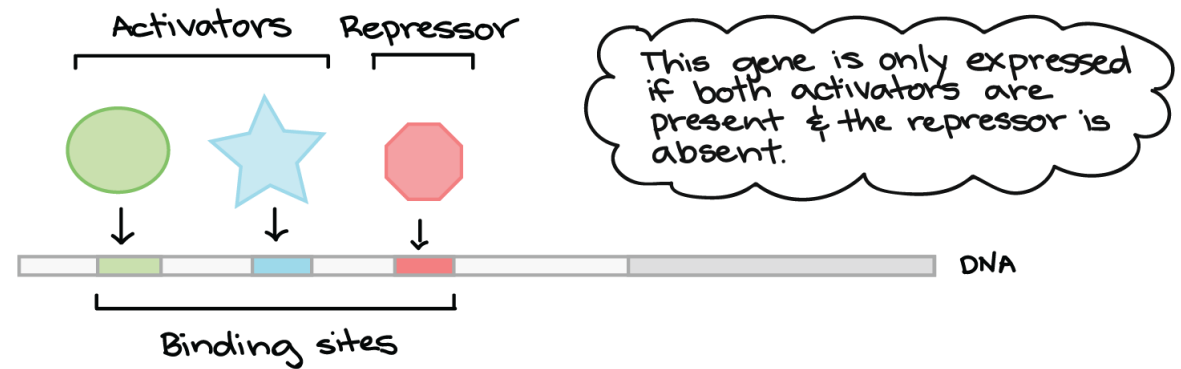 Activators
Repressor
This gene is only expressed
if both activators are
present & the repressor is
absent.
DNA
Binding sites